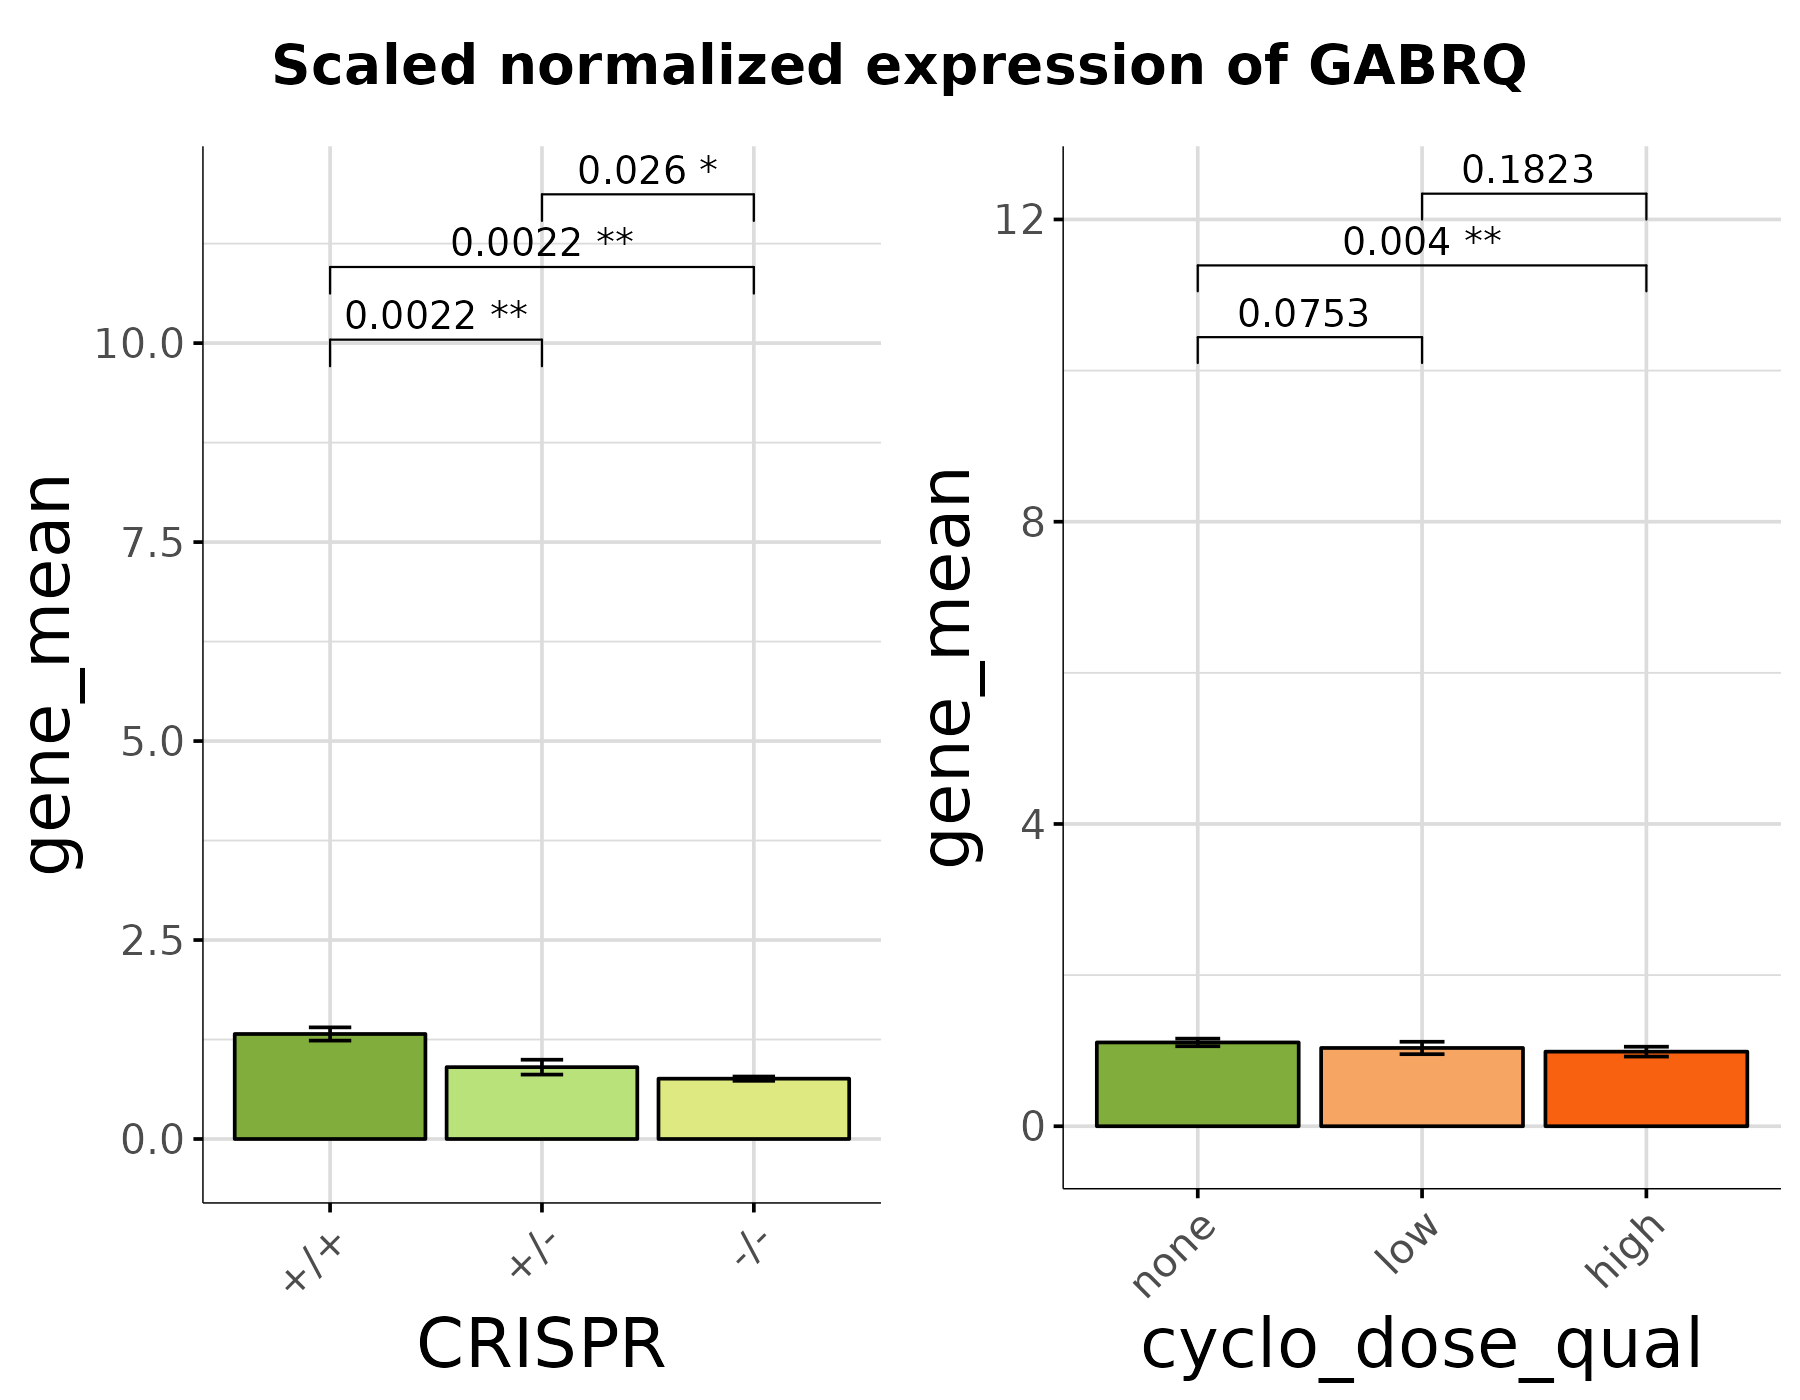 Scaled normalized expression of GABRQ
gene_mean
10.0
7.5
5.0
2.5
0.0
0.026 *
0.0022 **
0.0022 **
+/+
+/-
-/-
CRISPR
gene_mean
12
8
4
0
0.1823
0.004 **
0.0753
none
low
high
cyclo_dose_qual